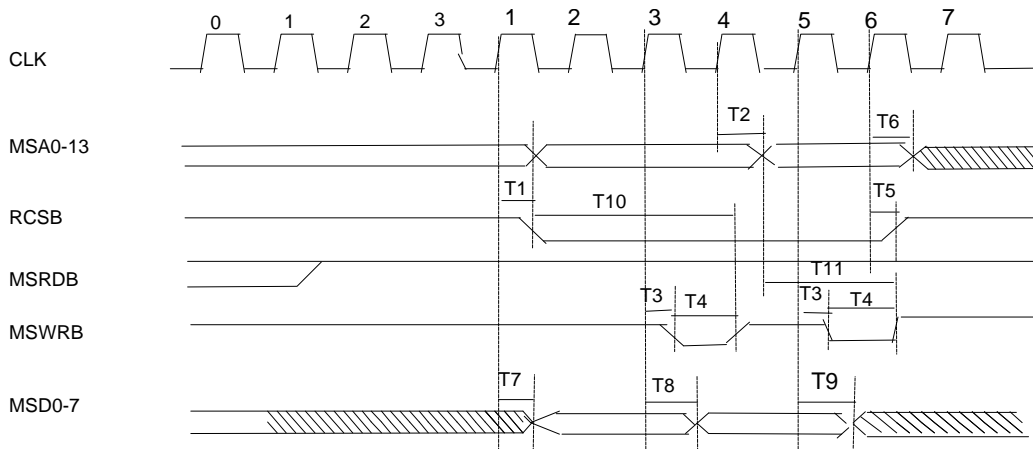 0 1 2 3 1 2 3 4 5 6 7
CLK
T2 T6
MSA0-13
T1 T10 T5
RCSB
T11
MSRDB
T3 T4 T3 T4
MSWRB
T7 T8 T9
MSD0-7